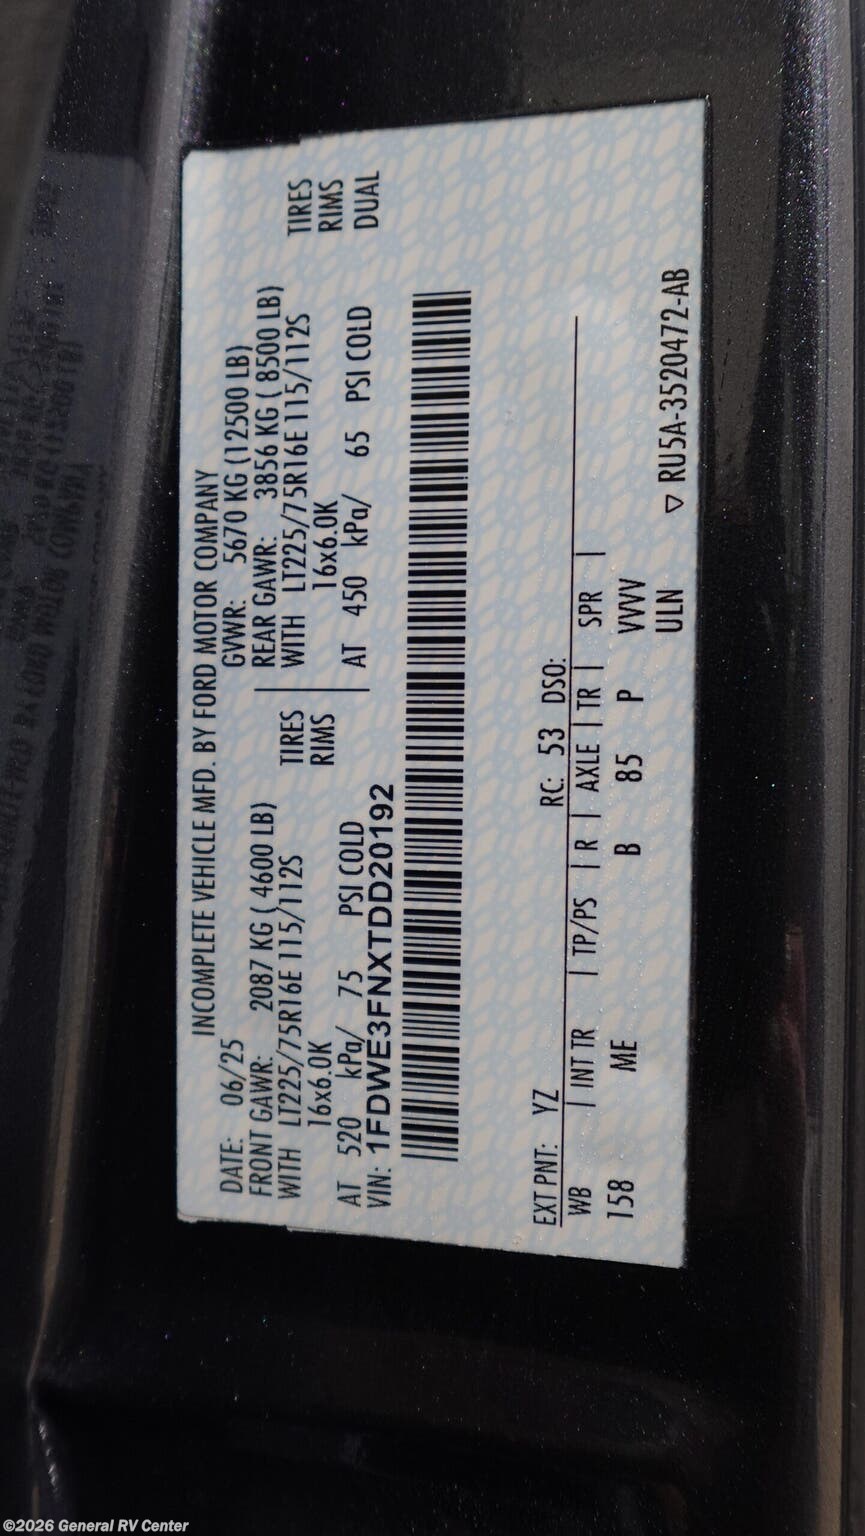 INCOMPLETE VEHICLE MFD. BY FORD MOTOR COMPANY
DATE: 06/25 GVWR: 5670 KG (12500 LB)
FRONT GAWR: 2087 KG ( 4600 LB) REAR GAWR: 3856 KG ( 8500 LB)
WITH LT225/75R16E 115/112S TIRES WITH LT225/75R16E 115/112S TIRES
16x6.0K RIMS 16x6.0K RIMS
AT 520 kPa/ 75 PSI COLD AT 450 kPa/ 65 PSI COLD DUAL
VIN: 1FDWE3FNXTDD20192
EXT PNT: YZ RC: 53 DSO:
WB | INT TR | TP/PS | R | AXLE | TR | SPR |
158 ME B 85 P VVVV
ULN ▽ RU5A-3520472-AB
©2026 General RV Center